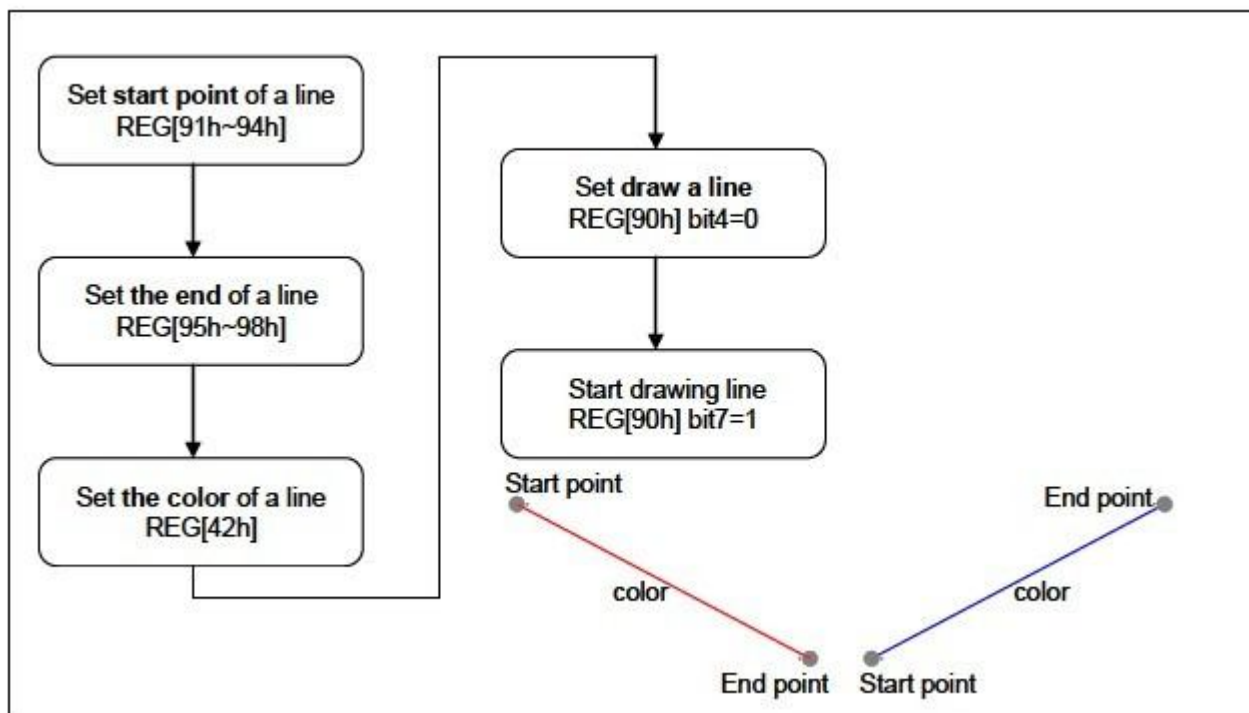 Set start point of a line
REG[91h~94h]
Set the end of a line
REG[95h~98h]
Set the color of a line
REG[42h]
Set draw a line
REG[90h] bit4=0
Start drawing line
REG[90h] bit7=1
Start point
color
End point
End point
color
Start point